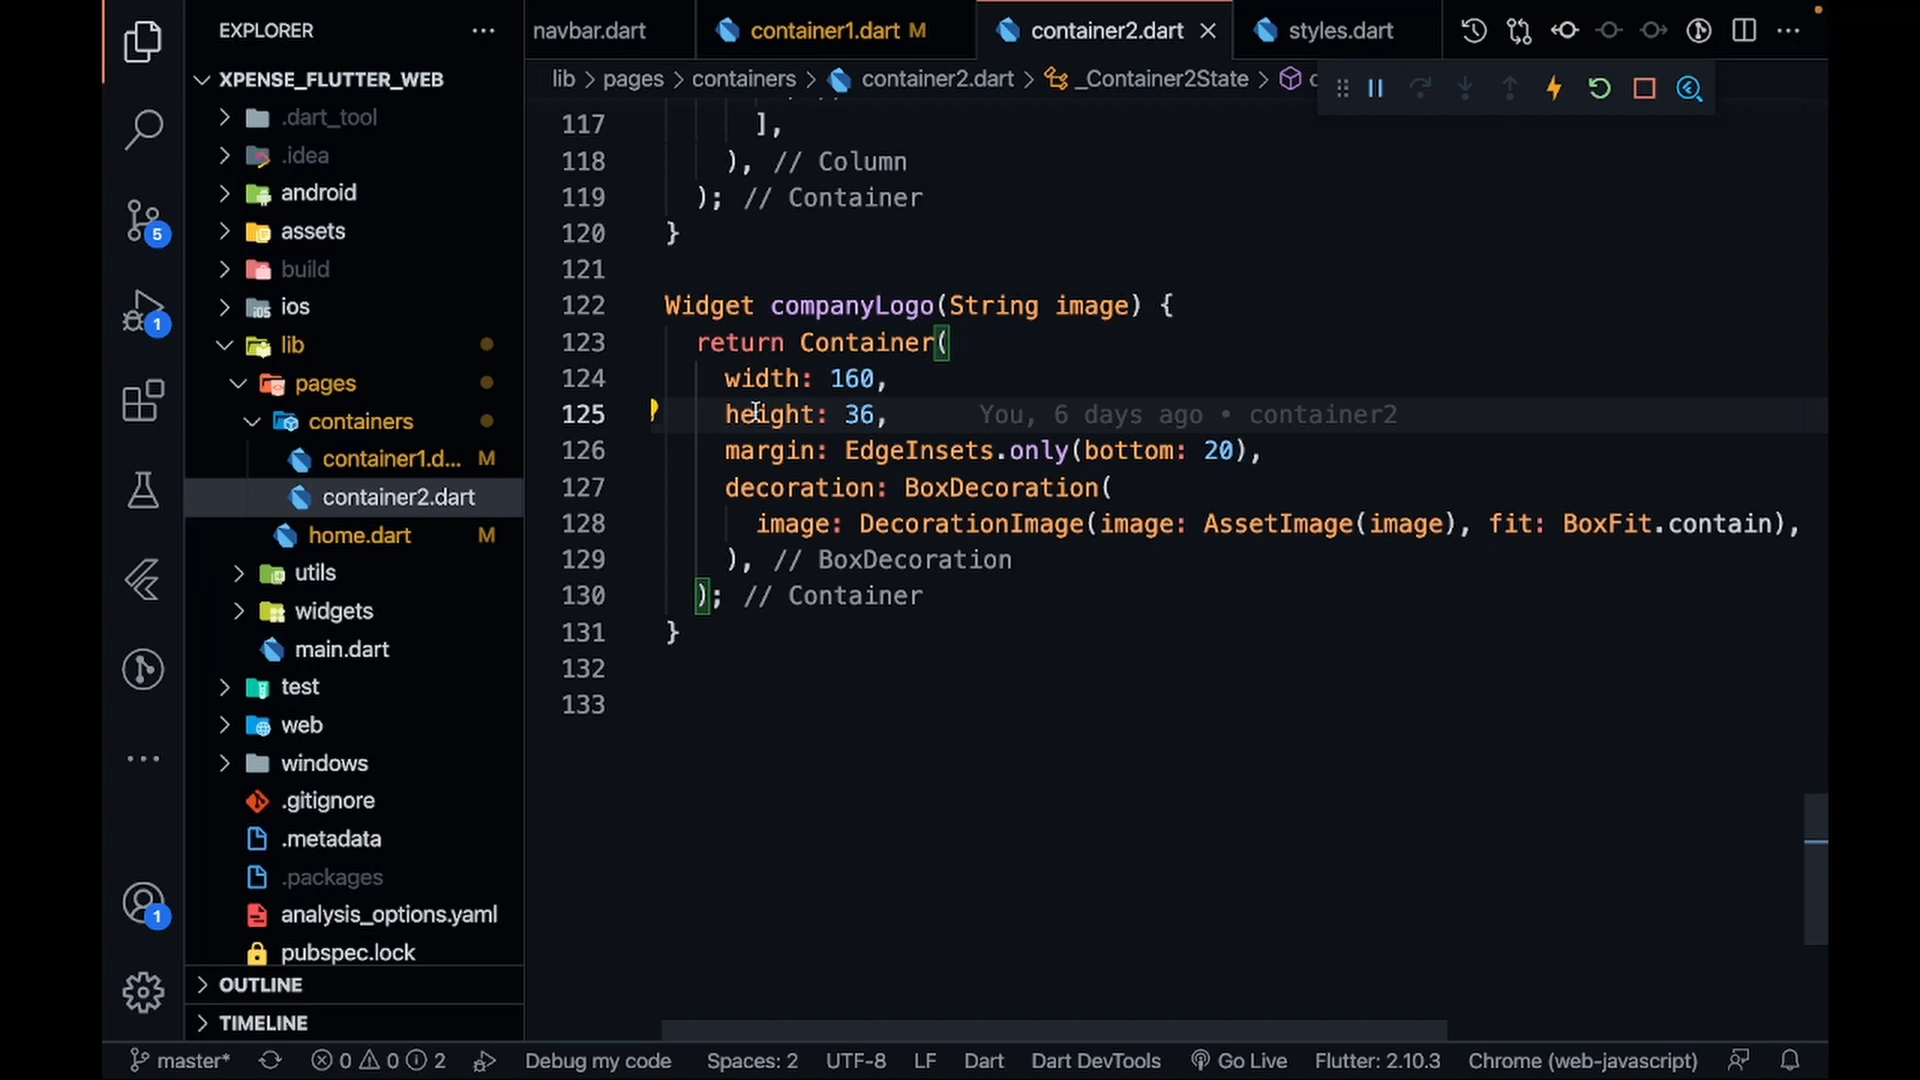 EXPLORER
navbar.dart
container1.dart M
container2.dart
styles.dart
XPENSE_FLUTTER_WEB
lib > pages > containers > container2.dart > _Container2State >
.dart_tool
.idea
android
assets
build
ios
lib
pages
containers
container1.d... M
container2.dart
home.dart M
utils
widgets
main.dart
test
web
windows
.gitignore
.metadata
.packages
analysis_options.yaml
pubspec.lock
OUTLINE
TIMELINE
5
1
1
117 ],
118 ), // Column
119 ); // Container
120 }
121
122 Widget companyLogo(String image) {
123 return Container(
124 width: 160,
125 height: 36, You, 6 days ago • container2
126 margin: EdgeInsets.only(bottom: 20),
127 decoration: BoxDecoration(
128 image: DecorationImage(image: AssetImage(image), fit: BoxFit.contain),
129 ), // BoxDecoration
130 ); // Container
131 }
132
133
master* 0 0 2 Debug my code Spaces: 2 UTF-8 LF Dart Dart DevTools Go Live Flutter: 2.10.3 Chrome (web-javascript)